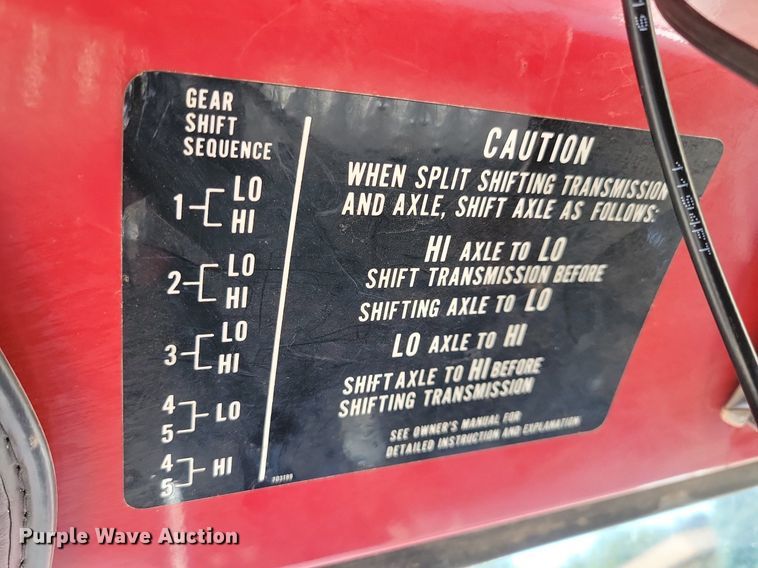 GEAR
SHIFT
SEQUENCE
1 LO
HI
2 LO
HI
3 LO
HI
4
5 LO
4
5 HI
CAUTION
WHEN SPLIT SHIFTING TRANSMISSION
AND AXLE, SHIFT AXLE AS FOLLOWS:
HI AXLE TO LO
SHIFT TRANSMISSION BEFORE
SHIFTING AXLE TO LO
LO AXLE TO HI
SHIFT AXLE TO HI BEFORE
SHIFTING TRANSMISSION
SEE OWNER'S MANUAL FOR
DETAILED INSTRUCTION AND EXPLANATION
Purple Wave Auction